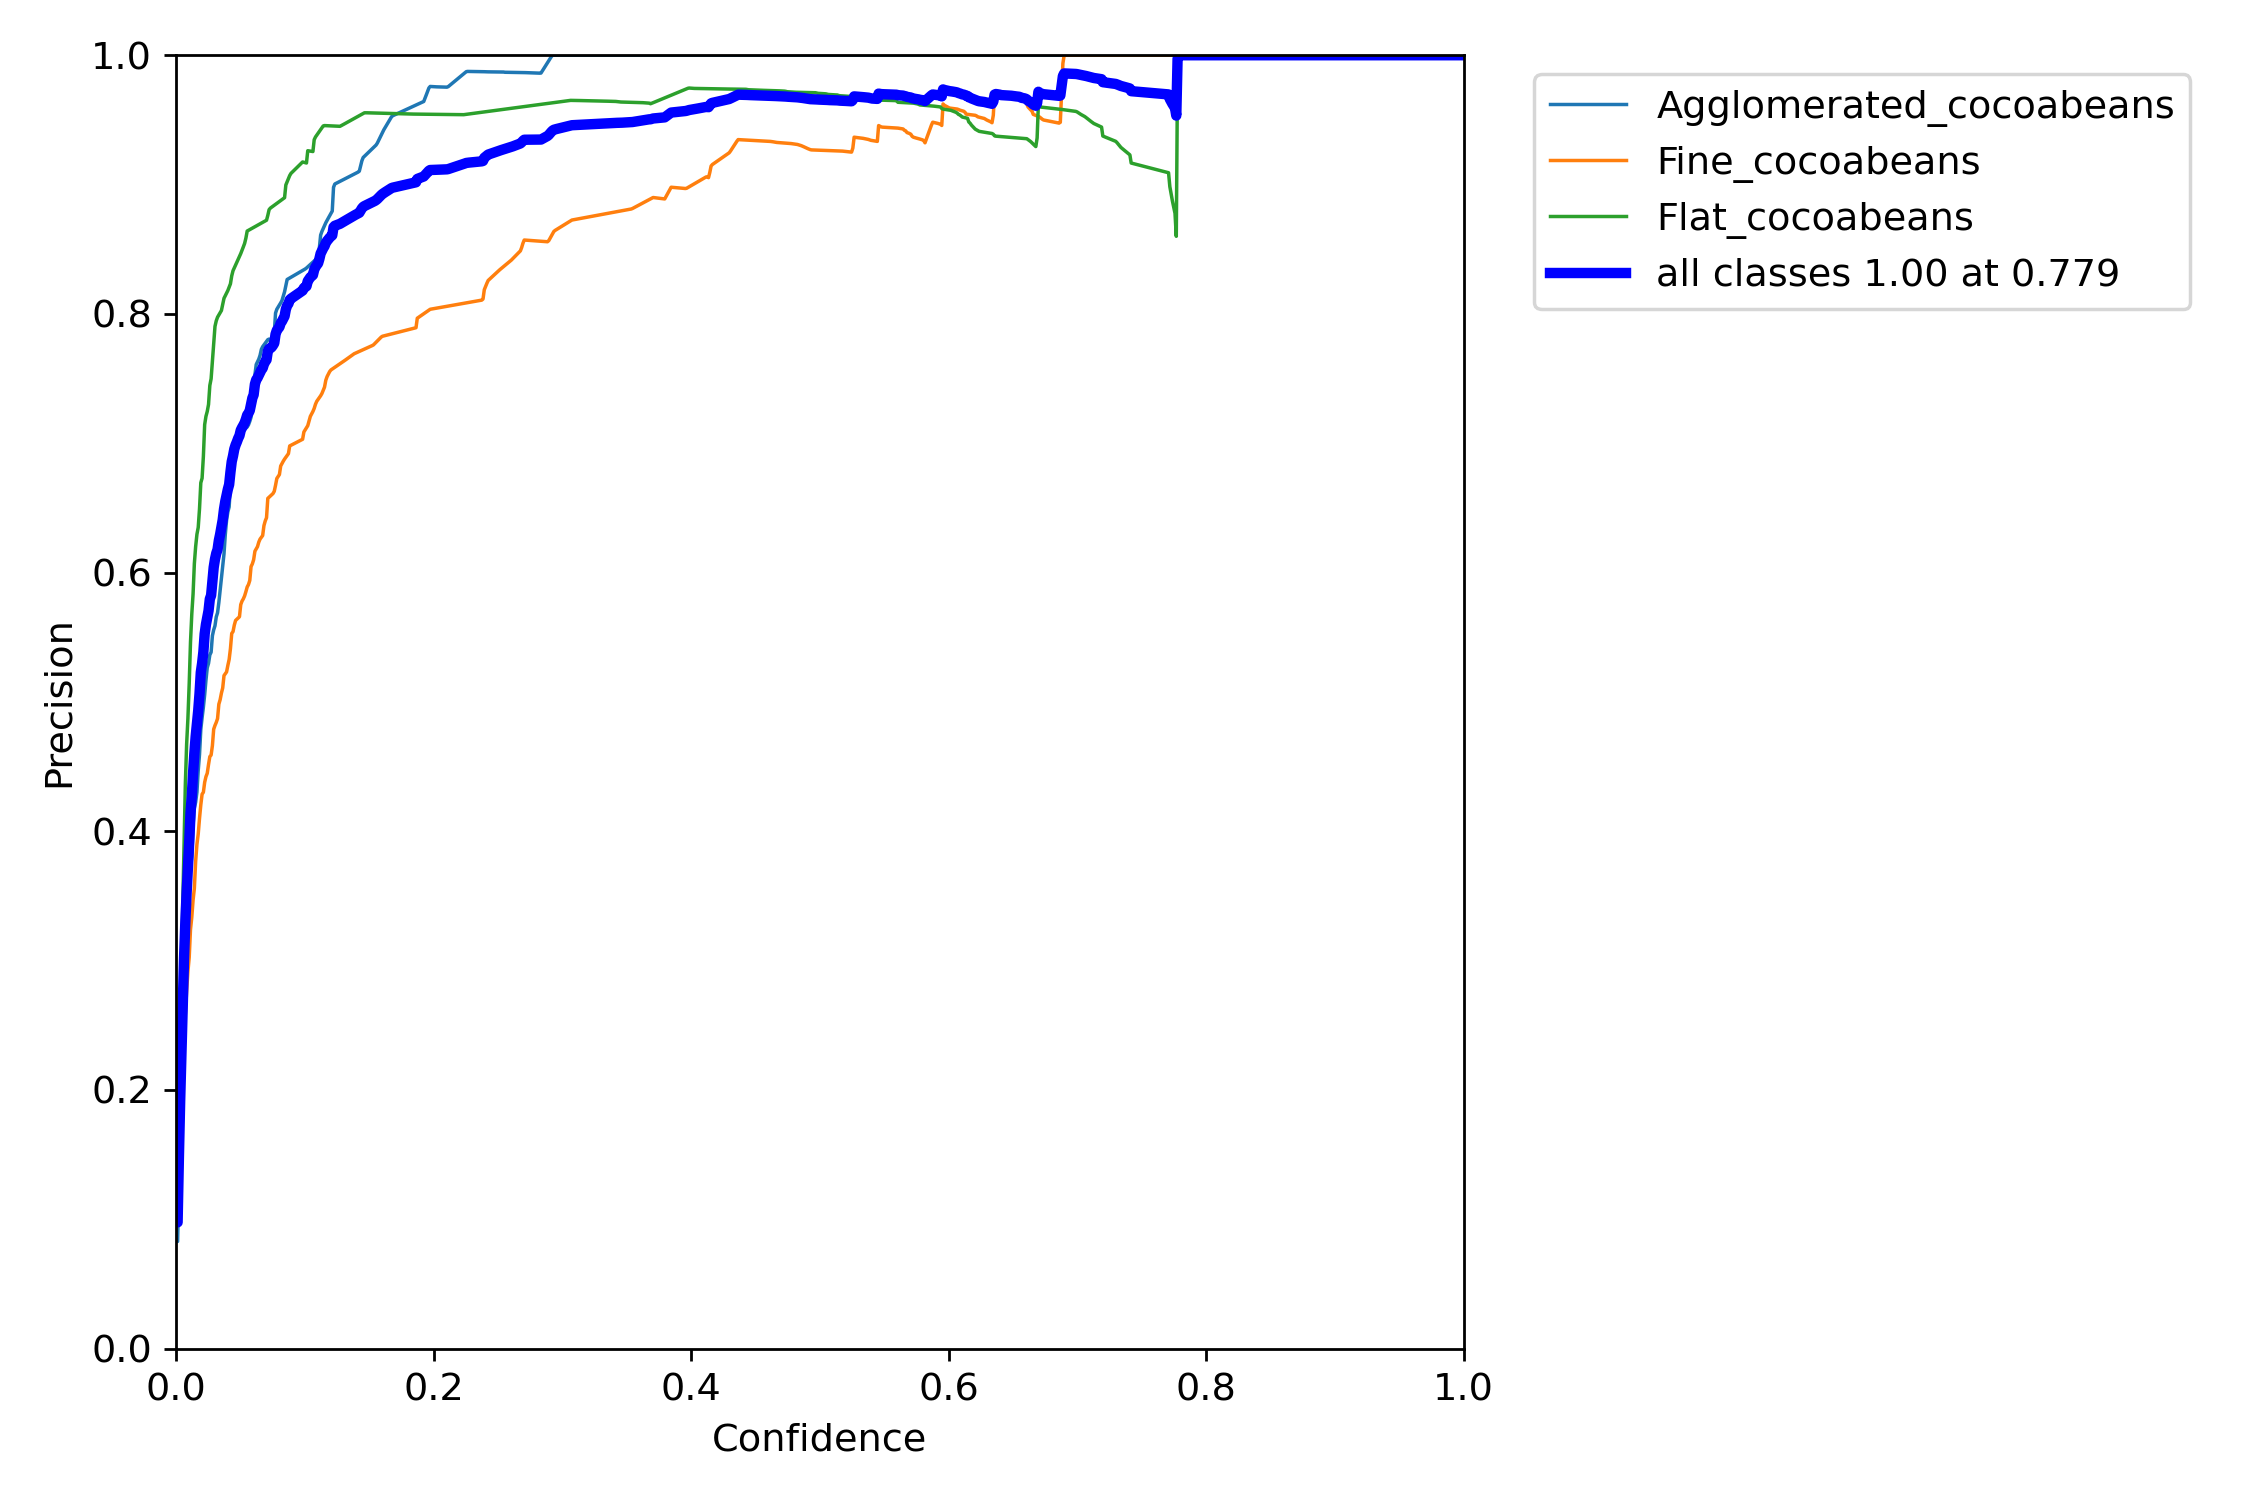 1.0
0.8
0.6
0.4
0.2
0.0
Precision
0.0 0.2 0.4 0.6 0.8 1.0
Confidence
Agglomerated_cocoabeans
Fine_cocoabeans
Flat_cocoabeans
all classes 1.00 at 0.779